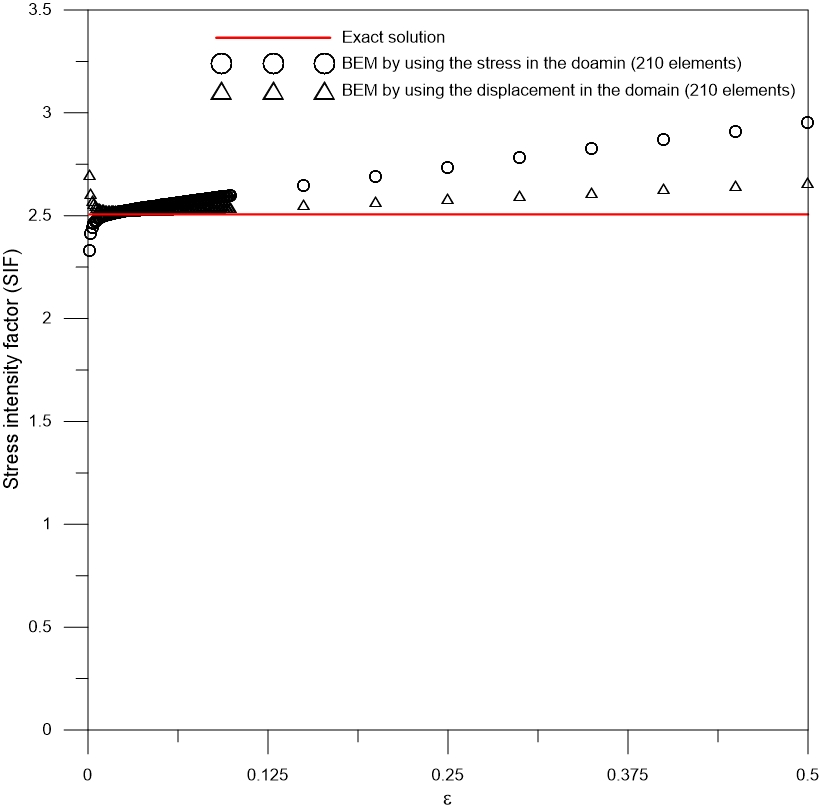 3.5
Exact solution
BEM by using the stress in the doamin (210 elements)
BEM by using the displacement in the domain (210 elements)
3
2.5
2
1.5
1
0.5
0
Stress intensity factor (SIF)
0 0.125 0.25 0.375 0.5
ε